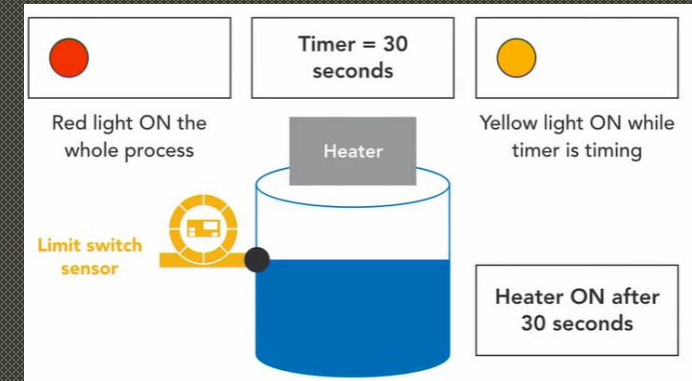 Timer = 30
seconds
Red light ON the
whole process
Yellow light ON while
timer is timing
Heater
Limit switch
sensor
Heater ON after
30 seconds